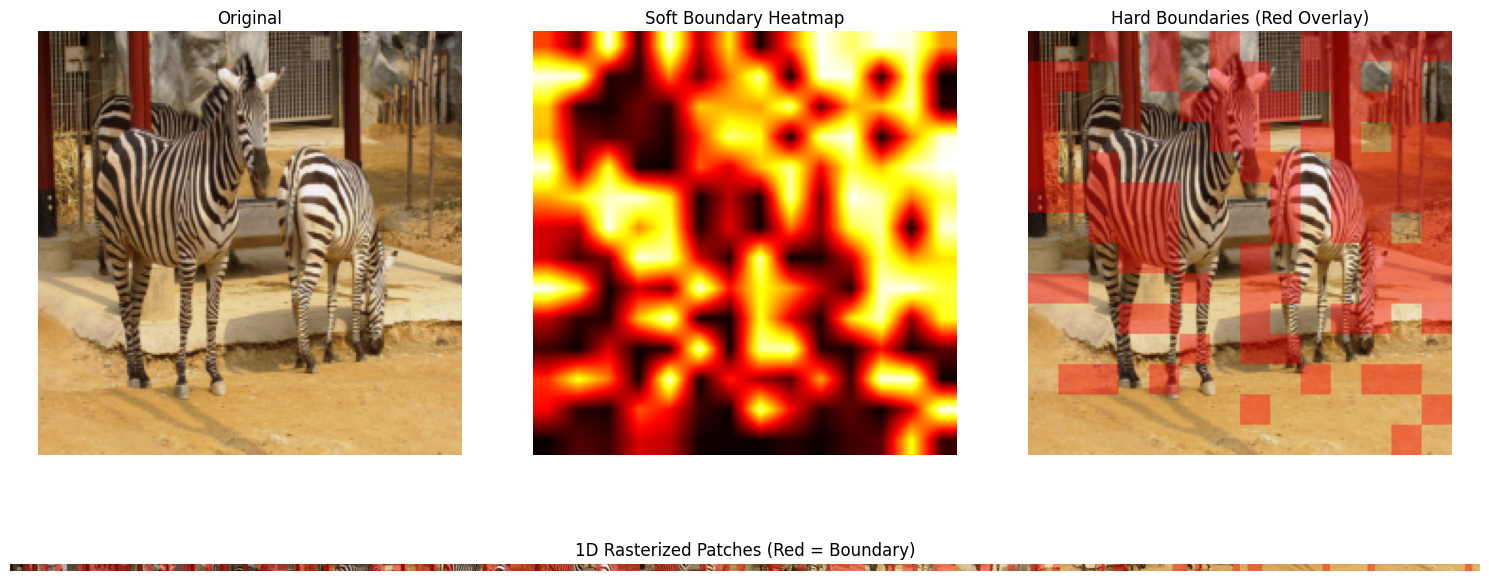 Original
Soft Boundary Heatmap
Hard Boundaries (Red Overlay)
1D Rasterized Patches (Red = Boundary)